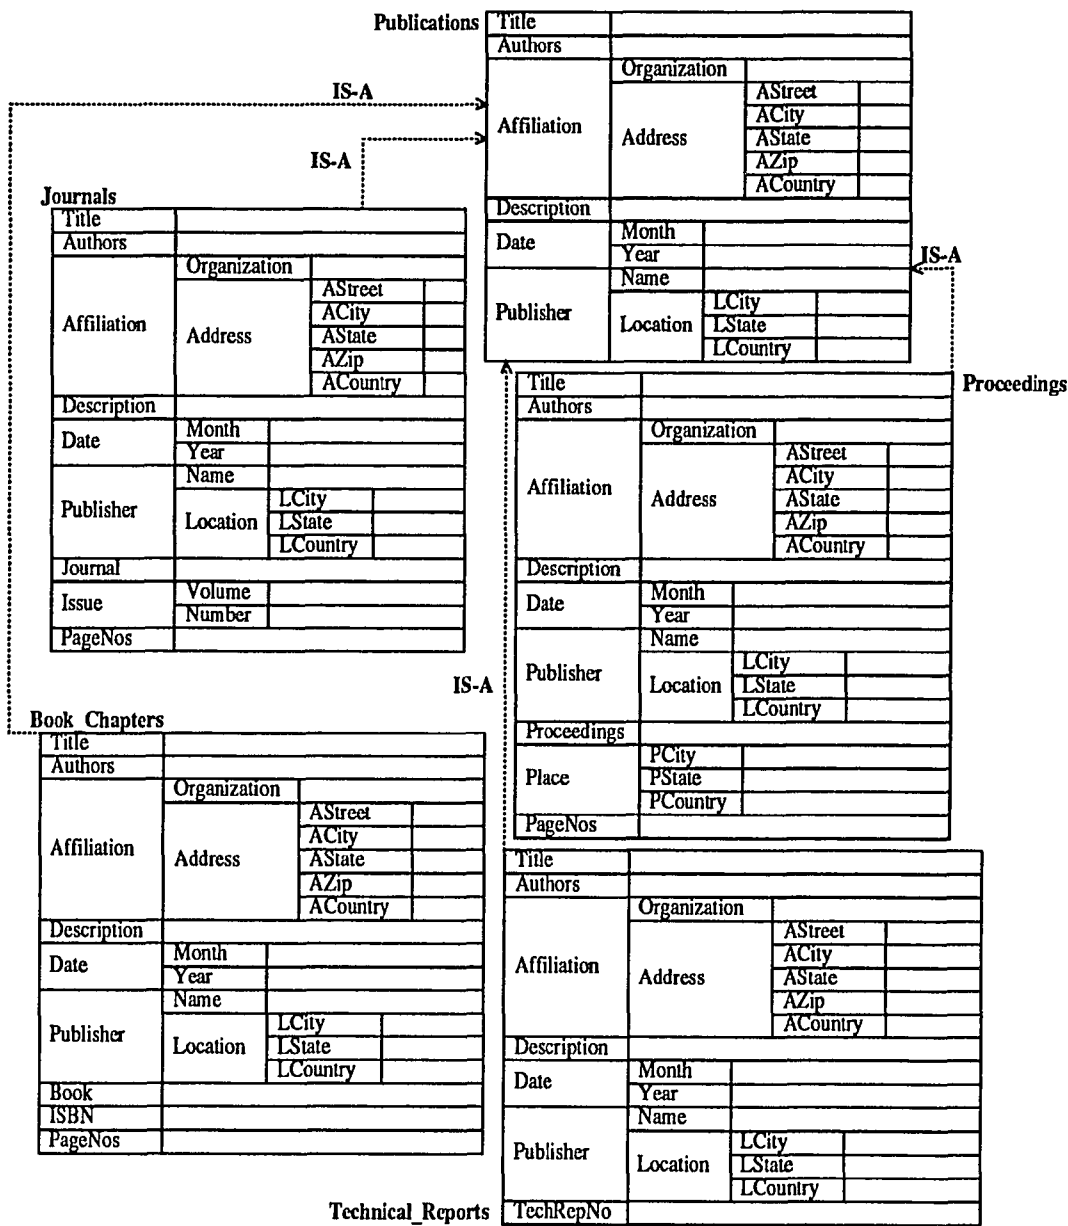 Publications
Title
Authors
Affiliation
Organization
Address
AStreet
ACity
AState
AZip
ACountry
Description
Date
Month
Year
Publisher
Name
Location
LCity
LState
LCountry
IS-A
IS-A
IS-A
Journals
Title
Authors
Affiliation
Organization
Address
AStreet
ACity
AState
AZip
ACountry
Description
Date
Month
Year
Publisher
Name
Location
LCity
LState
LCountry
Journal
Issue
Volume
Number
PageNos
Proceedings
Title
Authors
Affiliation
Organization
Address
AStreet
ACity
AState
AZip
ACountry
Description
Date
Month
Year
Publisher
Name
Location
LCity
LState
LCountry
Proceedings
Place
PCity
PState
PCountry
PageNos
IS-A
Book_Chapters
Title
Authors
Affiliation
Organization
Address
AStreet
ACity
AState
AZip
ACountry
Description
Date
Month
Year
Publisher
Name
Location
LCity
LState
LCountry
Book
ISBN
PageNos
Title
Authors
Affiliation
Organization
Address
AStreet
ACity
AState
AZip
ACountry
Description
Date
Month
Year
Publisher
Name
Location
LCity
LState
LCountry
Technical_Reports
TechRepNo